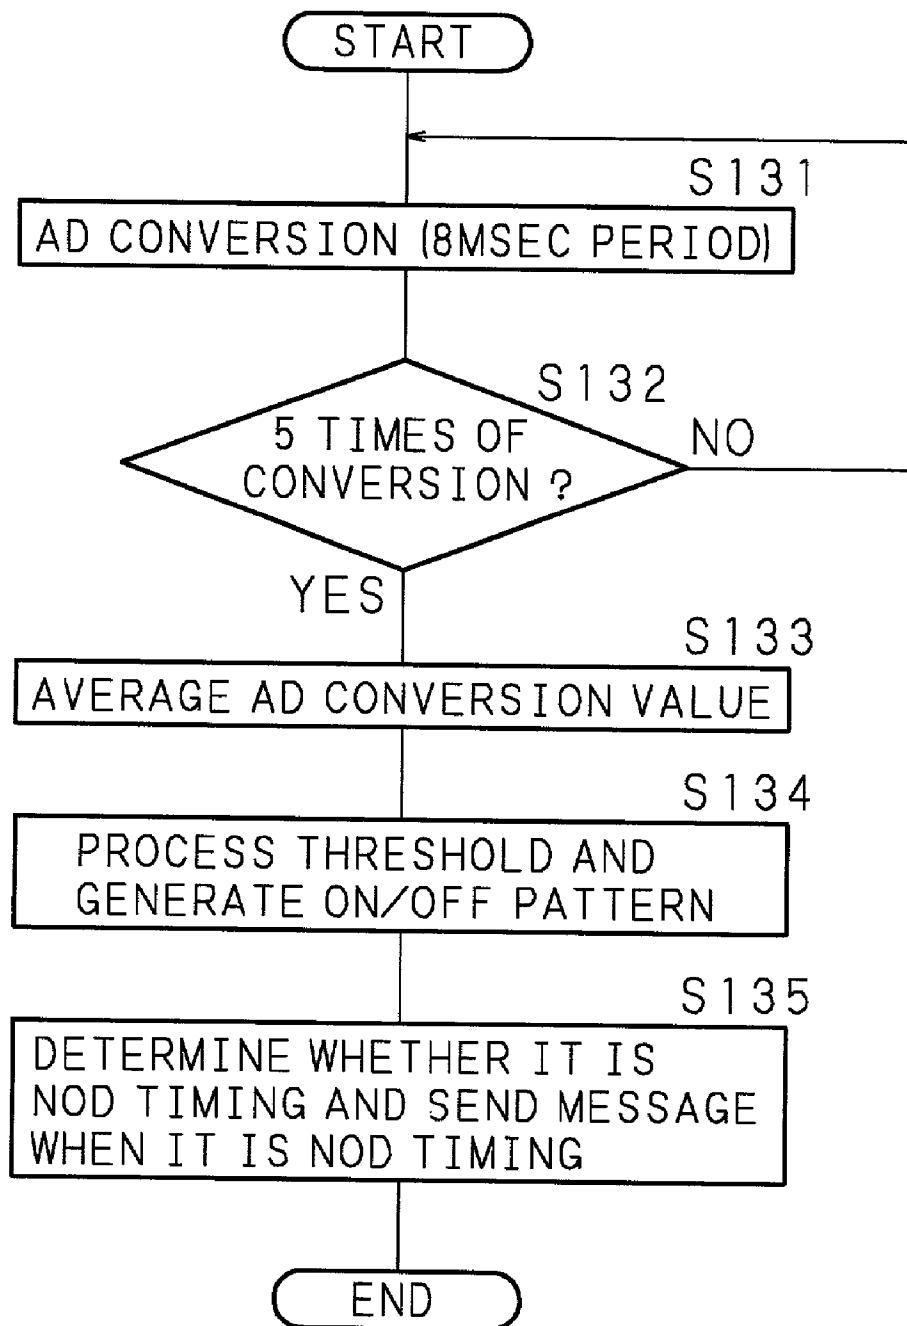 START
S131
AD CONVERSION (8MSEC PERIOD)
S132
5 TIMES OF
CONVERSION ?
NO
YES
S133
AVERAGE AD CONVERSION VALUE
S134
PROCESS THRESHOLD AND
GENERATE ON/OFF PATTERN
S135
DETERMINE WHETHER IT IS
NOD TIMING AND SEND MESSAGE
WHEN IT IS NOD TIMING
END